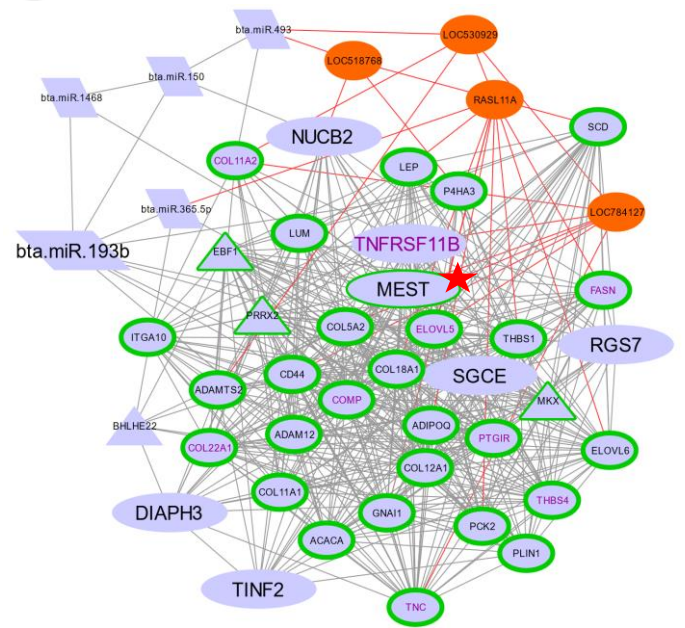 bta.miR.493
LOC530929
LOC518768
bta.miR.150
bta.miR.1468
RASL11A
SCD
NUCB2
COL11A2
LEP
P4HA3
bta.miR.365.5p
LOC784127
LUM
TNFRSF11B
bta.miR.193b
EBF1
MEST
FASN
PRRX2
COL5A2
ELOVL5
ITGA10
THBS1
RGS7
COL18A1
CD44
SGCE
ADAMTS2
COMP
MKX
BHLHE22
ADIPOQ
ADAM12
PTGIR
COL22A1
ELOVL6
COL12A1
COL11A1
THBS4
DIAPH3
GNAI1
PCK2
ACACA
PLIN1
TINF2
TNC